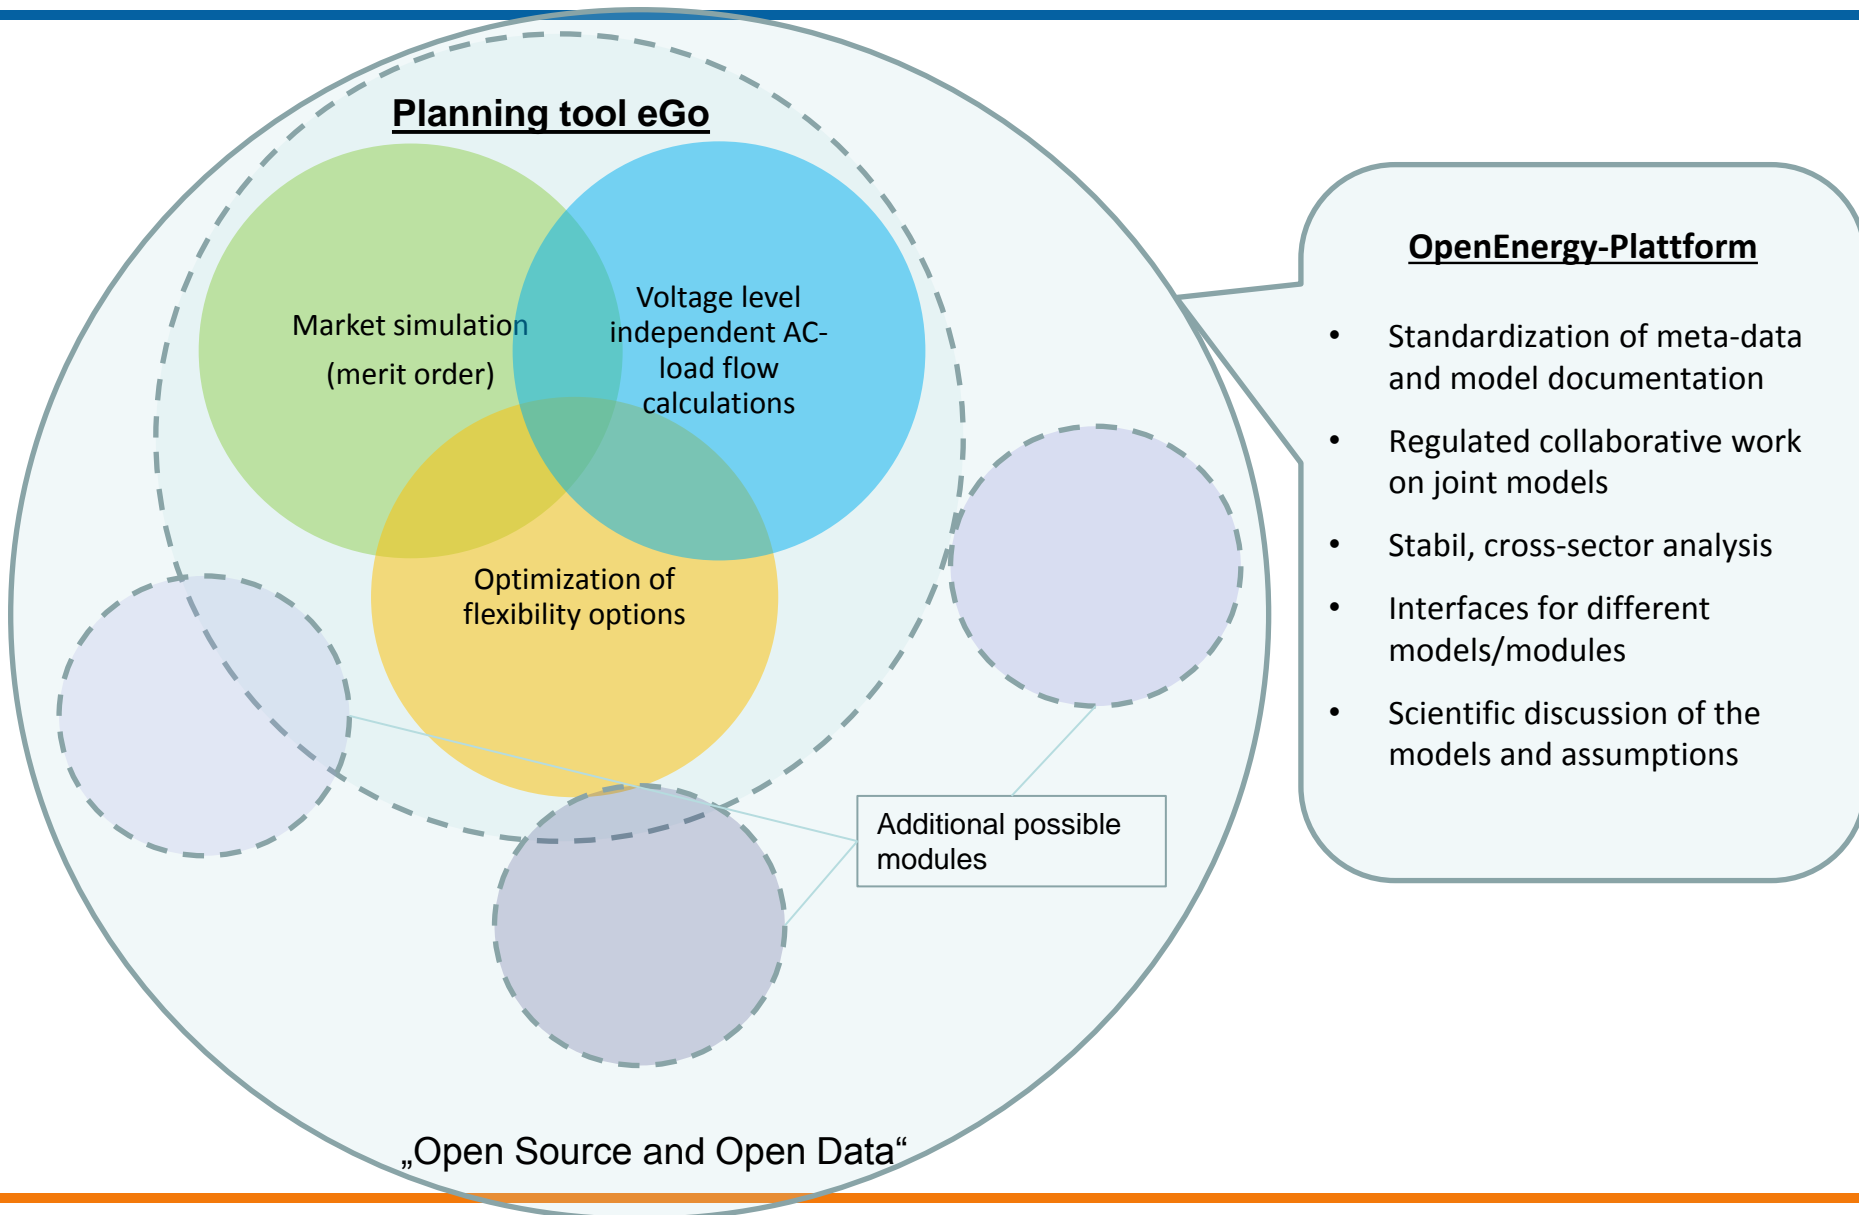 Planning tool eGo
Market simulation
(merit order)
Voltage level
independent AC-
load flow
calculations
Optimization of
flexibility options
Additional possible
modules
„Open Source and Open Data“
OpenEnergy-Plattform
• Standardization of meta-data
and model documentation
• Regulated collaborative work
on joint models
• Stabil, cross-sector analysis
• Interfaces for different
models/modules
• Scientific discussion of the
models and assumptions